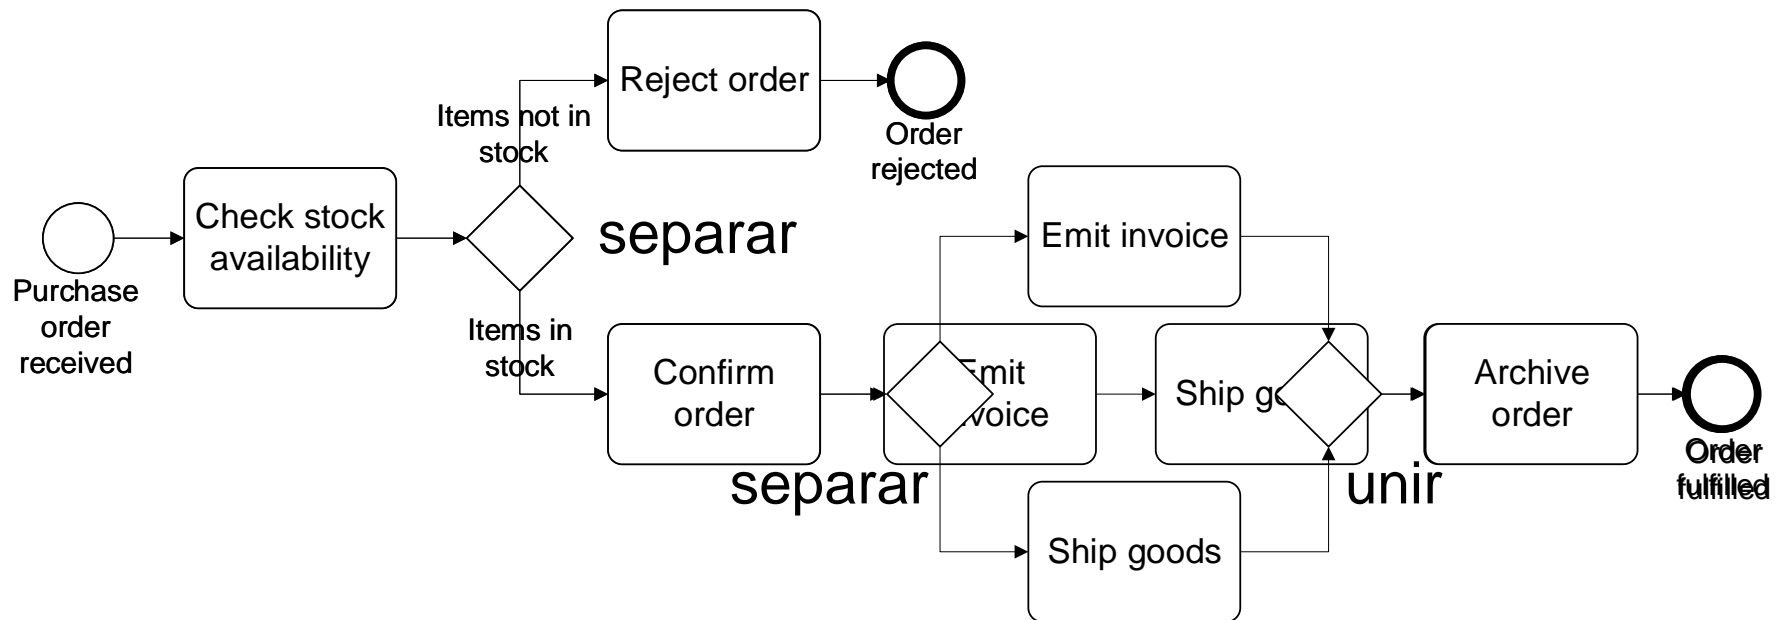 Reject order
Items not in
stock
Order
rejected
Check stock
availability
separar
Emit invoice
Purchase
order
received
Items in
stock
Confirm
order
Ship
Archive
order
separar
unir
Order
fulfilled
Ship goods